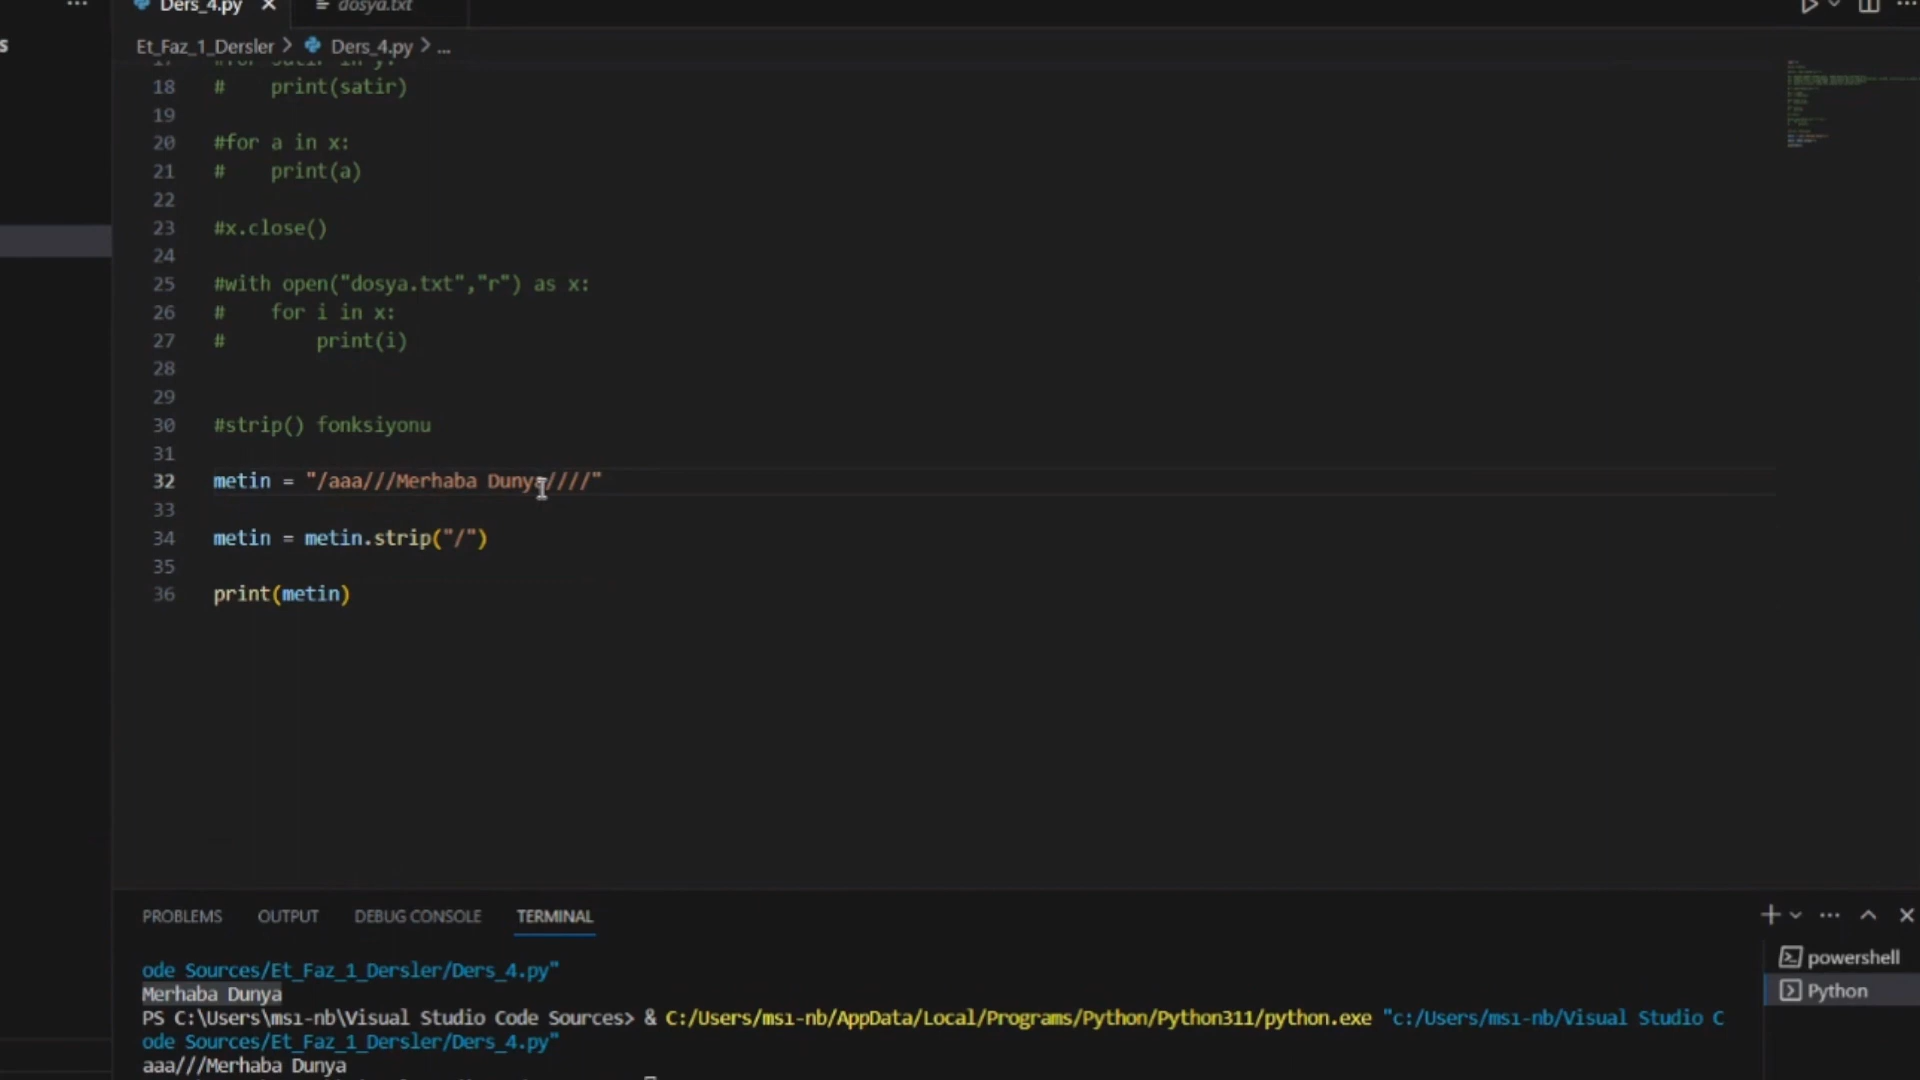 Ders_4.py
dosya.txt
Et_Faz_1_Dersler > Ders_4.py > ...
17 #for satir in y:
18 #    print(satir)
19
20 #for a in x:
21 #    print(a)
22
23 #x.close()
24
25 #with open("dosya.txt","r") as x:
26 #    for i in x:
27 #        print(i)
28
29
30 #strip() fonksiyonu
31
32 metin = "/aaa///Merhaba Dunya////"
33
34 metin = metin.strip("/")
35
36 print(metin)
PROBLEMS OUTPUT DEBUG CONSOLE TERMINAL
powershell
Python
ode Sources/Et_Faz_1_Dersler/Ders_4.py"
Merhaba Dunya
PS C:\Users\msı-nb\Visual Studio Code Sources> & C:/Users/msı-nb/AppData/Local/Programs/Python/Python311/python.exe "c:/Users/msı-nb/Visual Studio C
ode Sources/Et_Faz_1_Dersler/Ders_4.py"
aaa///Merhaba Dunya